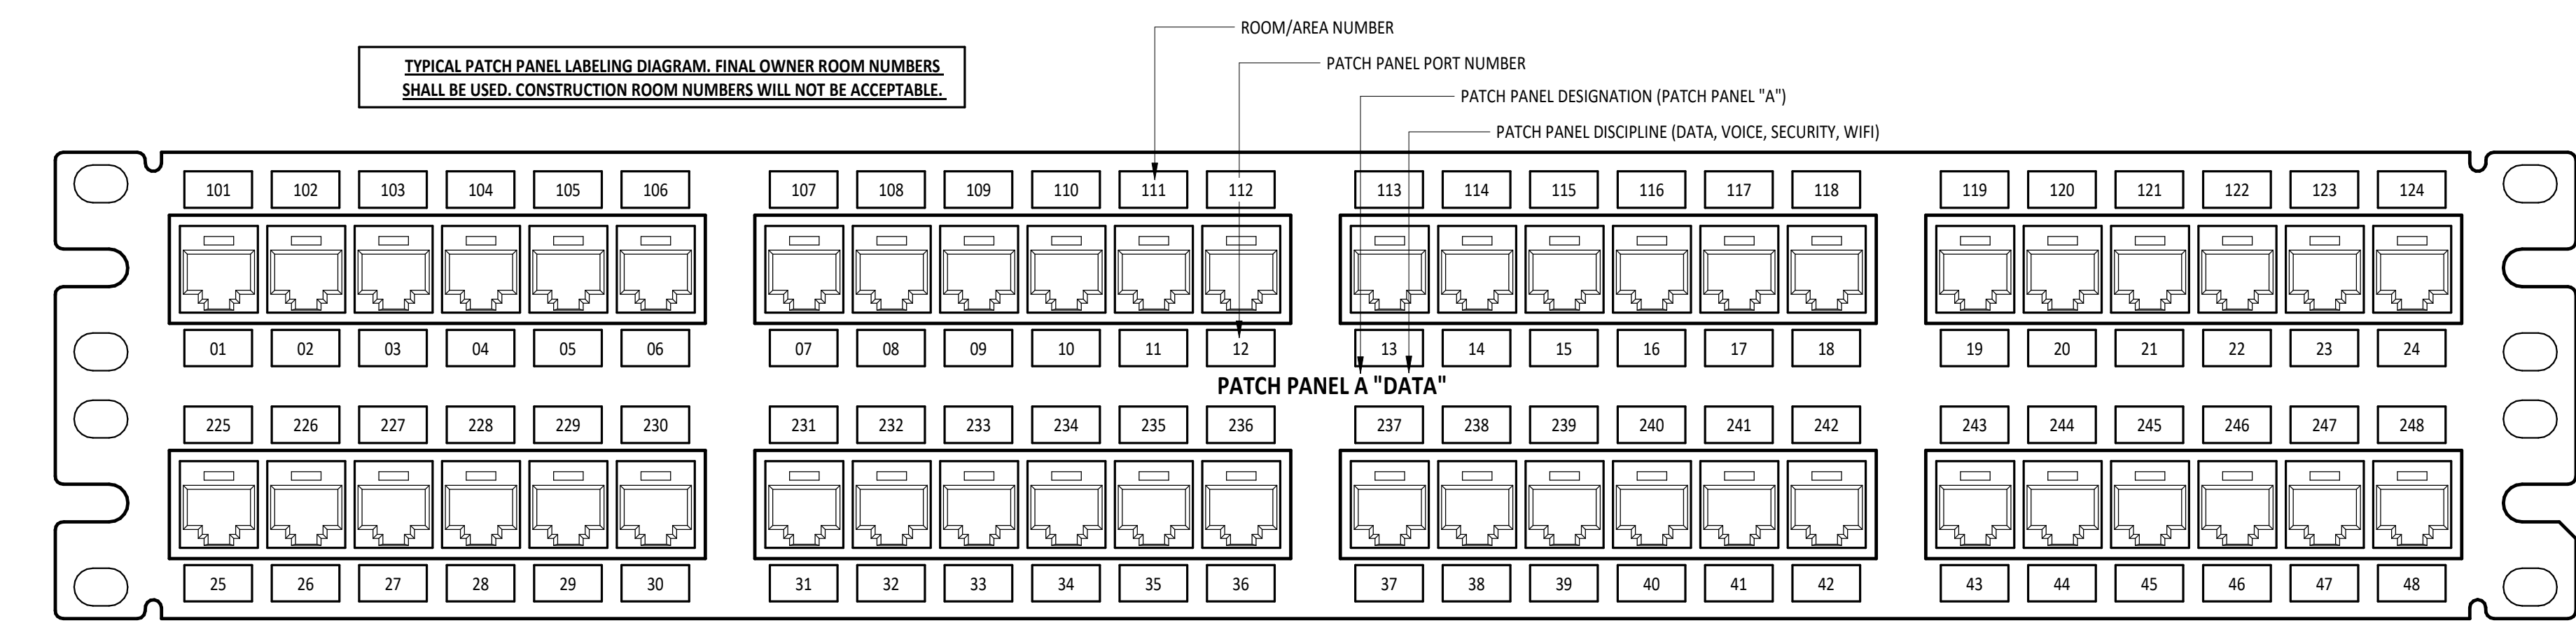 ROOM/AREA NUMBER
TYPICAL PATCH PANEL LABELING DIAGRAM. FINAL OWNER ROOM NUMBERS
SHALL BE USED. CONSTRUCTION ROOM NUMBERS WILL NOT BE ACCEPTABLE.
PATCH PANEL PORT NUMBER
PATCH PANEL DESIGNATION (PATCH PANEL "A")
PATCH PANEL DISCIPLINE (DATA, VOICE, SECURITY, WIFI)
101 102 103 104 105 106 107 108 109 110 111 112 113 114 115 116 117 118 119 120 121 122 123 124
01 02 03 04 05 06 07 08 09 10 11 12 13 14 15 16 17 18 19 20 21 22 23 24
PATCH PANEL A "DATA"
225 226 227 228 229 230 231 232 233 234 235 236 237 238 239 240 241 242 243 244 245 246 247 248
25 26 27 28 29 30 31 32 33 34 35 36 37 38 39 40 41 42 43 44 45 46 47 48